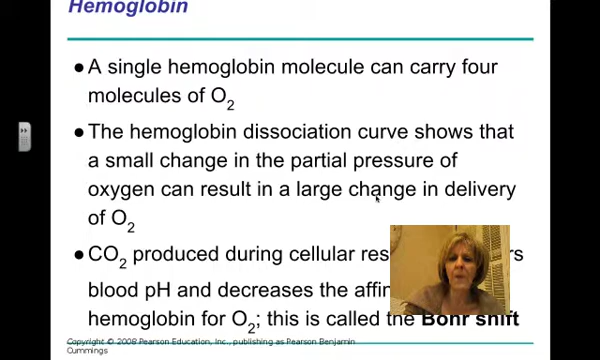 Hemoglobin
● A single hemoglobin molecule can carry four
molecules of O2
● The hemoglobin dissociation curve shows that
a small change in the partial pressure of
oxygen can result in a large change in delivery
of O2
● CO2 produced during cellular
blood pH and decreases the
hemoglobin for O2; this is called the Bohr shift
Copyright © 2008 Pearson Education, Inc., publishing as Pearson Benjamin
Cummings